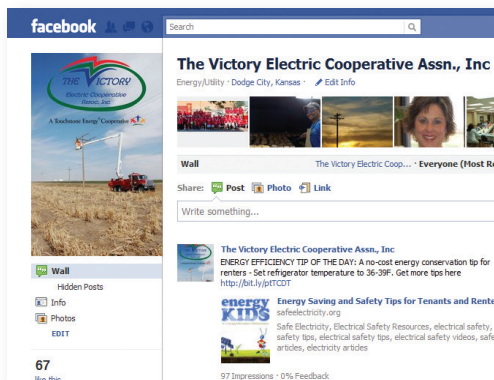 facebook
Search
THE VICTORY
Electric Cooperative
Assn., Inc
A Touchstone Energy Cooperative
The Victory Electric Cooperative Assn., Inc
Energy/Utility · Dodge City, Kansas · Edit Info
Wall
The Victory Electric Coop... · Everyone (Most Re
Share: Post Photo Link
Write something...
The Victory Electric Cooperative Assn., Inc
ENERGY EFFICIENCY TIP OF THE DAY: A no-cost energy conservation tip for
renters - Set refrigerator temperature to 36-39F. Get more tips here
http://bit.ly/ptTCDT
energy
KIDS
Energy Saving and Safety Tips for Tenants and Rente
safeelectricity.org
Safe Electricity, Electrical Safety Resources, electrical safety,
safety tips, electrical safety tips, electrical safety videos, safe
articles, electricity articles
97 Impressions · 0% Feedback
Wall
Hidden Posts
Info
Photos
EDIT
67
like this